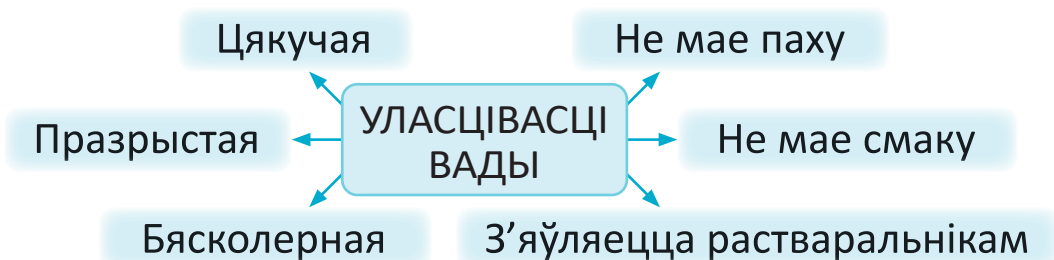 Цякучая
Не мае паху
УЛАСЦІВАСЦІ
ВАДЫ
Празрыстая
Не мае смаку
Бясколерная
З’яўляецца растваральнікам